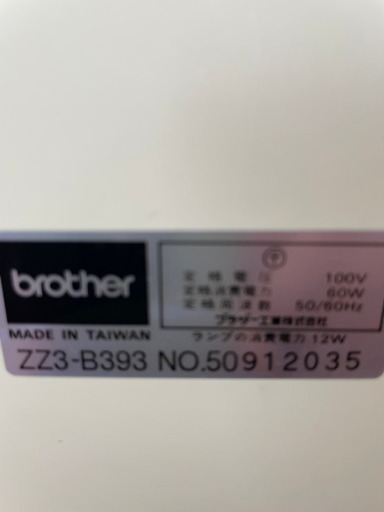 brother
MADE IN TAIWAN
定格電圧 100V
定格消費電力 60W
定格周波数 50/60Hz
ブラザー工業株式会社
ランプの消費電力 12W
ZZ3-B393 NO.50912035